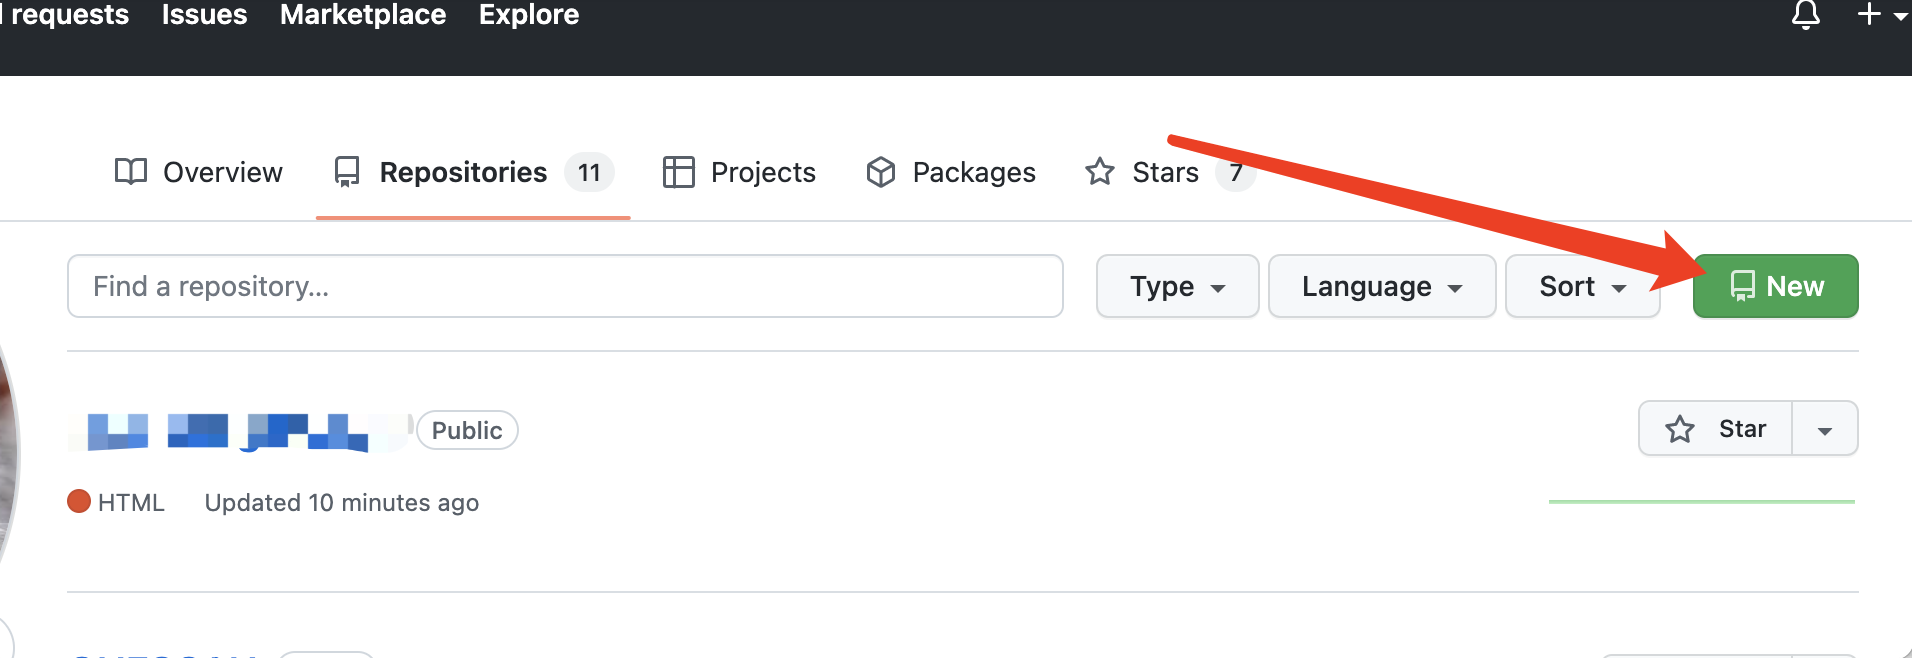 requests Issues Marketplace Explore
Overview Repositories 11 Projects Packages Stars 7
Find a repository... Type Language Sort New
Public Star
HTML Updated 10 minutes ago